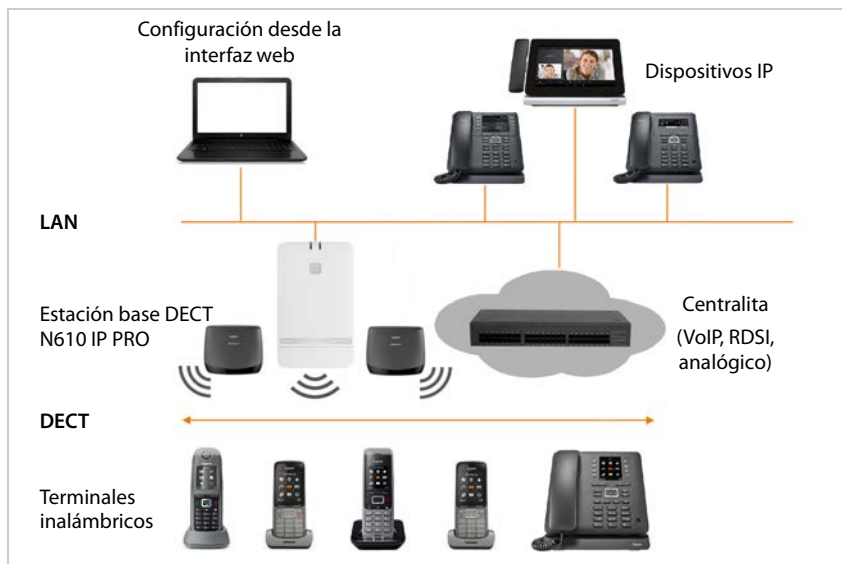 Configuración desde la
interfaz web
Dispositivos IP
LAN
Estación base DECT
N610 IP PRO
Centralita
(VoIP, RDSI,
analógico)
DECT
Terminales
inalámbricos